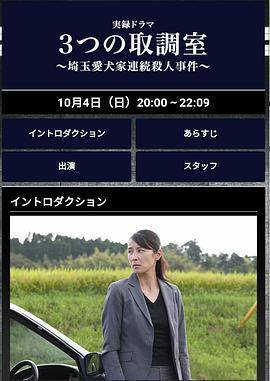 実録ドラマ
3つの取調室
～埼玉愛犬家連続殺人事件～
10月4日（日）20:00～22:09
イントロダクション
あらすじ
出演
スタッフ
イントロダクション